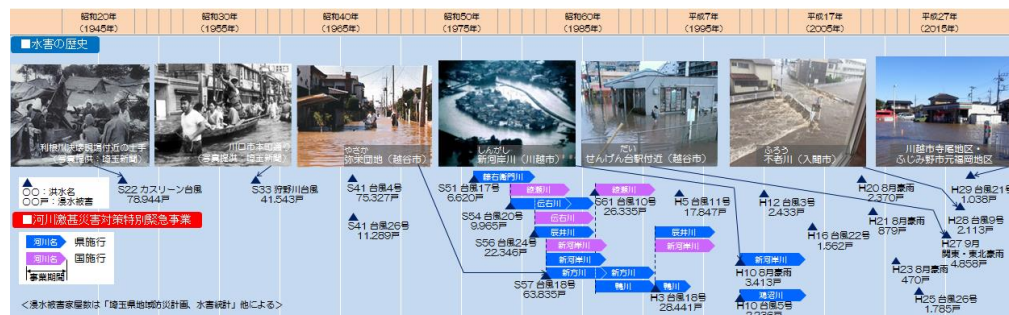 昭和20年
(1945年)
昭和30年
(1955年)
昭和40年
(1965年)
昭和50年
(1975年)
昭和60年
(1985年)
平成7年
(1995年)
平成17年
(2005年)
平成27年
(2015年)
■水害の歴史
利根川決壊現場付近の土手
(写真提供:埼玉新聞)
川口市本町通り
(写真提供:埼玉新聞)
やさか
弥栄団地(越谷市)
しんがし
新河岸川(川越市)
だい
せんげん台駅付近(越谷市)
ふろう
不老川(入間市)
川越市寺尾地区・
ふじみ野市元福岡地区
○○:洪水名
○○戸:浸水被害
S22 カスリーン台風
78.944戸
S33 狩野川台風
41.543戸
S41 台風4号
75.327戸
S41 台風26号
11.289戸
S51 台風17号
6.620戸
S54 台風20号
9.965戸
S56 台風24号
22.346戸
S57 台風18号
63.835戸
S61 台風10号
26.335戸
H3 台風18号
28.441戸
H5 台風11号
17.847戸
H10 8月豪雨
3.413戸
H10 台風5号
2.236戸
H12 台風3号
2.433戸
H16 台風22号
1.562戸
H20 8月豪雨
2.370戸
H21 8月豪雨
879戸
H23 8月豪雨
470戸
H25 台風26号
1.785戸
H27 9月
関東・東北豪雨
4.858戸
H28 台風9号
2.113戸
H29 台風21号
1.038戸
■河川激甚災害対策特別緊急事業
河川名 県施行
河川名 国施行
事業期間
藤右衛門川
綾瀬川
綾瀬川
伝右川
伝右川
辰井川
辰井川
新河岸川
新河岸川
新河岸川
新河岸川
新方川
新方川
鴨川
鴨川
鴻沼川
<浸水被害家屋数は「埼玉県地域防災計画、水害統計」他による>